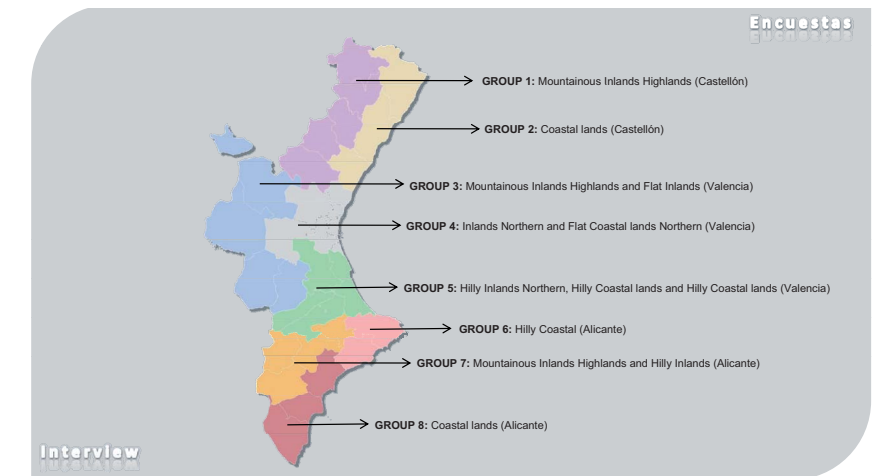 Encuestas
GROUP 1: Mountainous Inlands Highlands (Castellón)
GROUP 2: Coastal lands (Castellón)
GROUP 3: Mountainous Inlands Highlands and Flat Inlands (Valencia)
GROUP 4: Inlands Northern and Flat Coastal lands Northern (Valencia)
GROUP 5: Hilly Inlands Northern, Hilly Coastal lands and Hilly Coastal lands (Valencia)
GROUP 6: Hilly Coastal (Alicante)
GROUP 7: Mountainous Inlands Highlands and Hilly Inlands (Alicante)
GROUP 8: Coastal lands (Alicante)
Interview